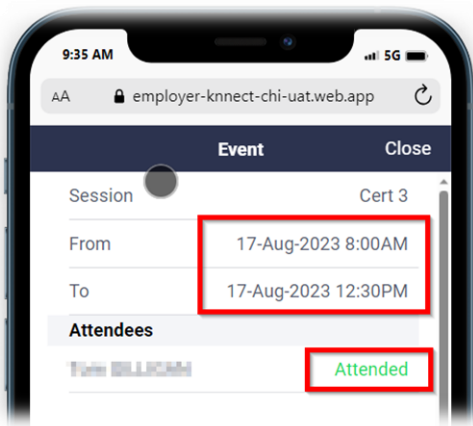 9:35 AM 5G
AA employer-knnect-chi-uat.web.app
Event Close
Session Cert 3
From 17-Aug-2023 8:00AM
To 17-Aug-2023 12:30PM
Attendees
Attended